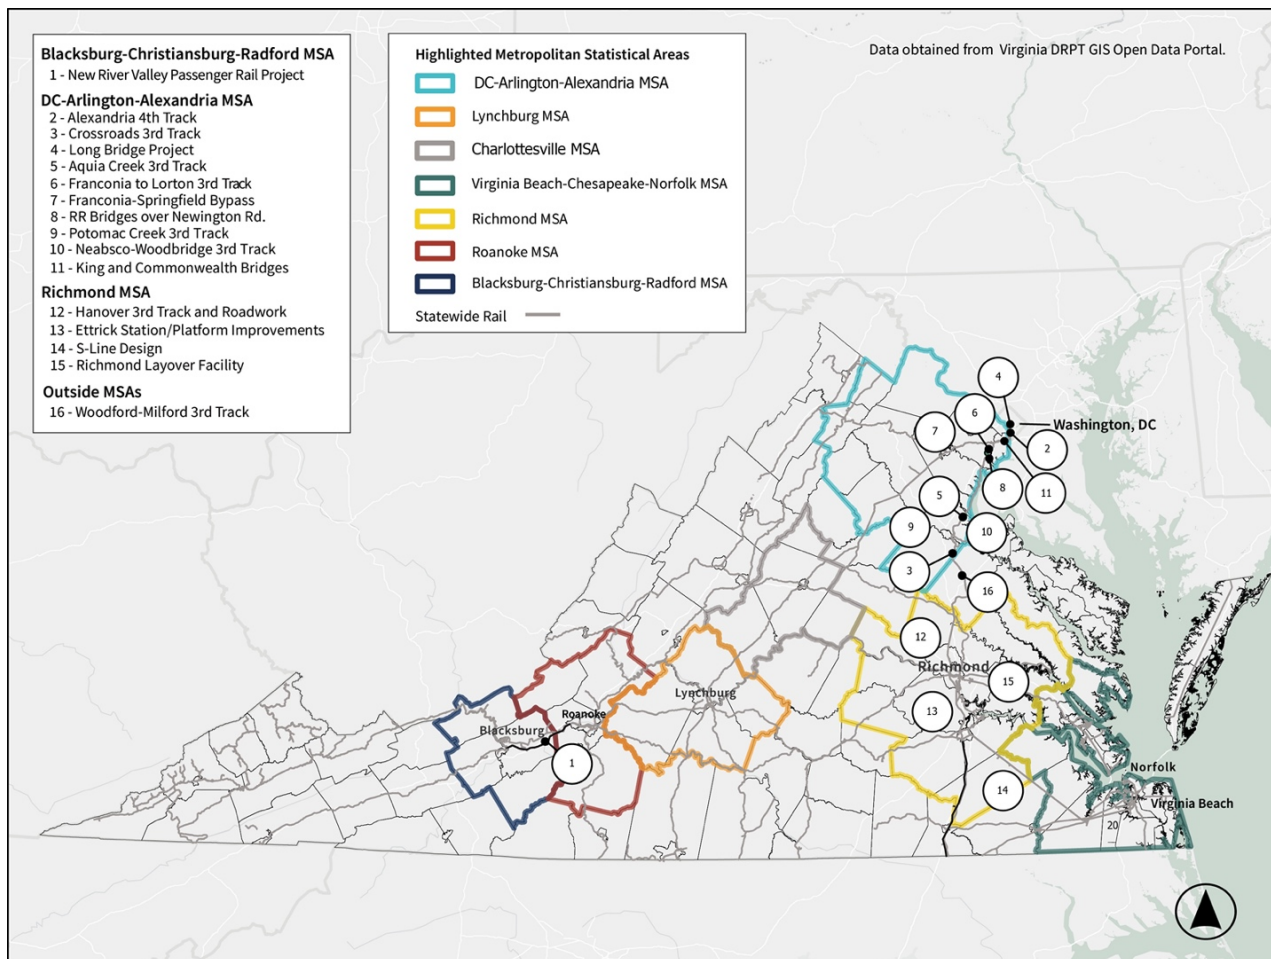 Blacksburg-Christiansburg-Radford MSA
1 - New River Valley Passenger Rail Project
DC-Arlington-Alexandria MSA
2 - Alexandria 4th Track
3 - Crossroads 3rd Track
4 - Long Bridge Project
5 - Aquia Creek 3rd Track
6 - Franconia to Lorton 3rd Track
7 - Franconia-Springfield Bypass
8 - RR Bridges over Newington Rd.
9 - Potomac Creek 3rd Track
10 - Neabsco-Woodbridge 3rd Track
11 - King and Commonwealth Bridges
Richmond MSA
12 - Hanover 3rd Track and Roadwork
13 - Ettrick Station/Platform Improvements
14 - S-Line Design
15 - Richmond Layover Facility
Outside MSAs
16 - Woodford-Milford 3rd Track
Highlighted Metropolitan Statistical Areas
DC-Arlington-Alexandria MSA
Lynchburg MSA
Charlottesville MSA
Virginia Beach-Chesapeake-Norfolk MSA
Richmond MSA
Roanoke MSA
Blacksburg-Christiansburg-Radford MSA
Statewide Rail
Data obtained from Virginia DRPT GIS Open Data Portal.
4
6
7
Washington, DC
2
8
11
5
9
10
3
16
12
Richmond
15
Lynchburg
13
Roanoke
Blacksburg
1
Norfolk
14
Virginia Beach
20